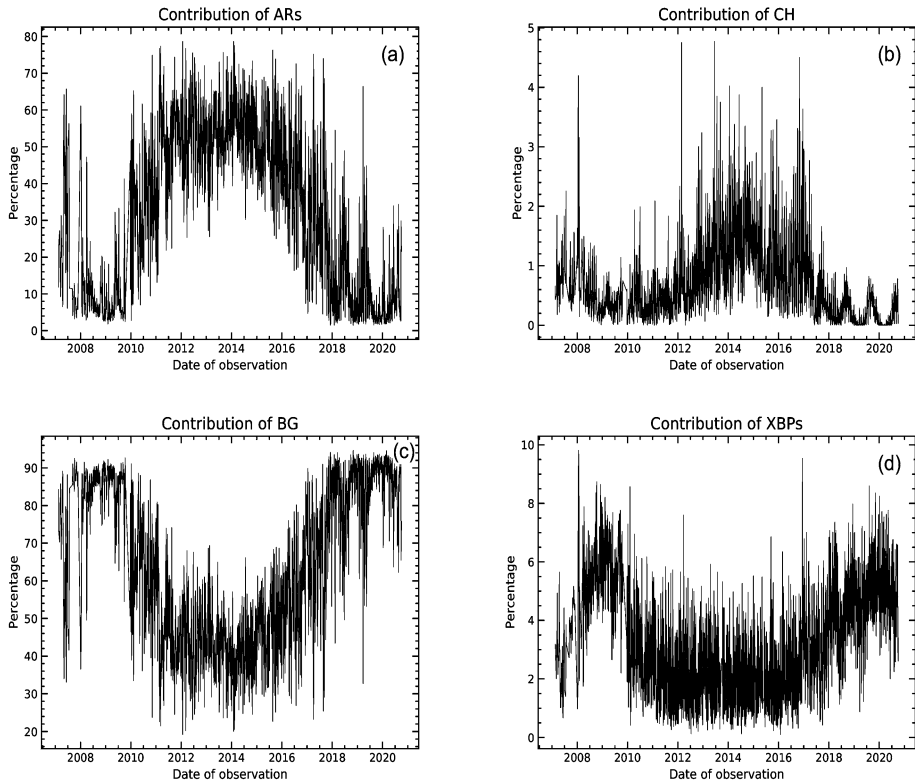 Contribution of ARs
(a)
Percentage
80
70
60
50
40
30
20
10
0
2008 2010 2012 2014 2016 2018 2020
Date of observation
Contribution of CH
(b)
Percentage
5
4
3
2
1
0
2008 2010 2012 2014 2016 2018 2020
Date of observation
Contribution of BG
(c)
Percentage
90
80
70
60
50
40
30
20
2008 2010 2012 2014 2016 2018 2020
Date of observation
Contribution of XBPs
(d)
Percentage
10
8
6
4
2
0
2008 2010 2012 2014 2016 2018 2020
Date of observation